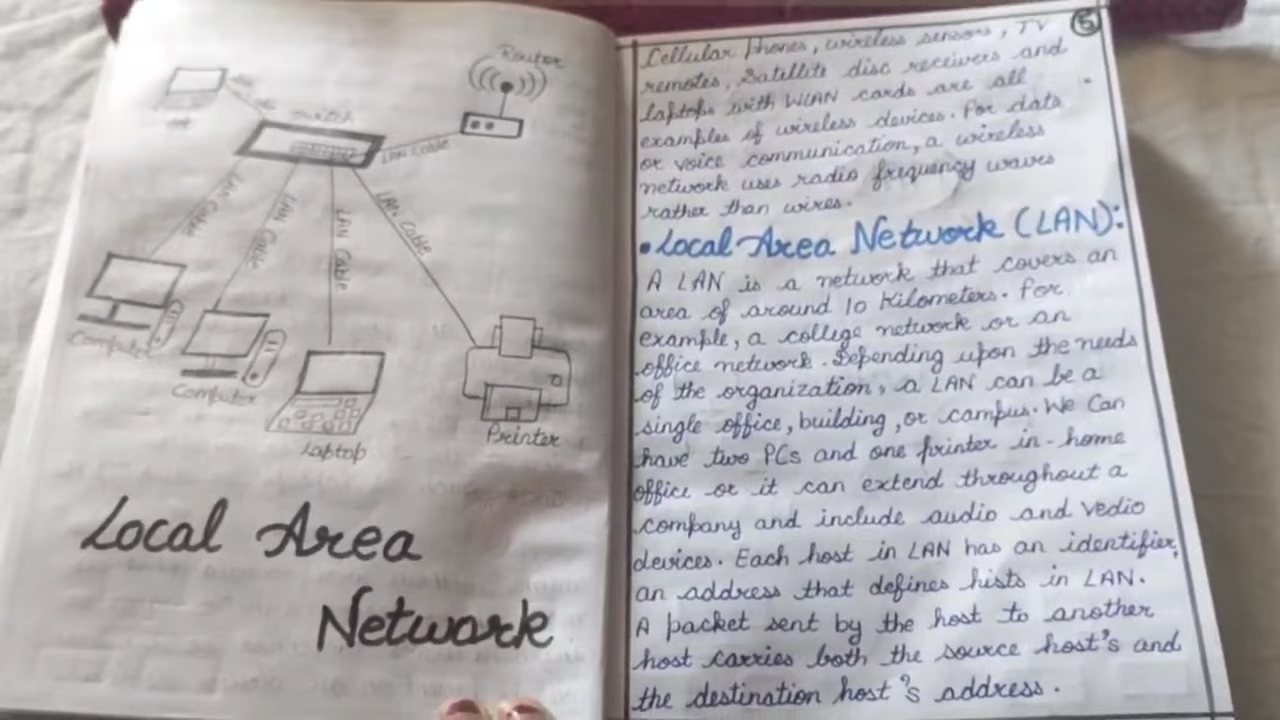 Router
Switch
LAN Cable
LAN Cable
LAN Cable
LAN Cable
LAN Cable
Computer
Computer
Laptop
Printer
Local Area
Network
5
Cellular phones, wireless sensors, TV
remotes, Satellite disc receivers and
laptops with WLAN cards are all
examples of wireless devices. For data
or voice communication, a wireless
network uses radio frequency waves
rather than wires.
• Local Area Network (LAN):
A LAN is a network that covers an
area of around 10 Kilometers. For
example, a college network or an
office network. Depending upon the needs
of the organization, a LAN can be a
single office, building, or campus. We Can
have two PCs and one printer in-home
office or it can extend throughout a
company and include audio and vedio
devices. Each host in LAN has an identifier,
an address that defines hists in LAN.
A packet sent by the host to another
host carries both the source host's and
the destination host's address.